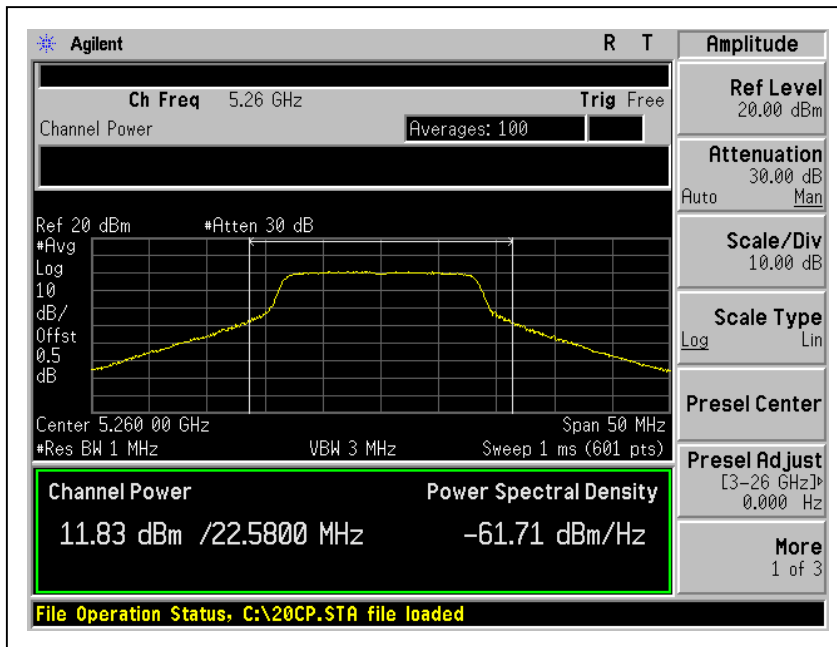 Agilent R T Amplitude
Ch Freq 5.26 GHz Trig Free
Channel Power Averages: 100
Ref 20 dBm #Atten 30 dB
#Avg
Log
10
dB/
Offst
0.5
dB
Center 5.260 00 GHz Span 50 MHz
#Res BW 1 MHz VBW 3 MHz Sweep 1 ms (601 pts)
Channel Power Power Spectral Density
11.83 dBm /22.5800 MHz -61.71 dBm/Hz
File Operation Status, C:\20CP.STA file loaded
Ref Level
20.00 dBm
Attenuation
30.00 dB
Auto Man
Scale/Div
10.00 dB
Scale Type
Log Lin
Presel Center
Presel Adjust
[3-26 GHz]
0.000 Hz
More
1 of 3